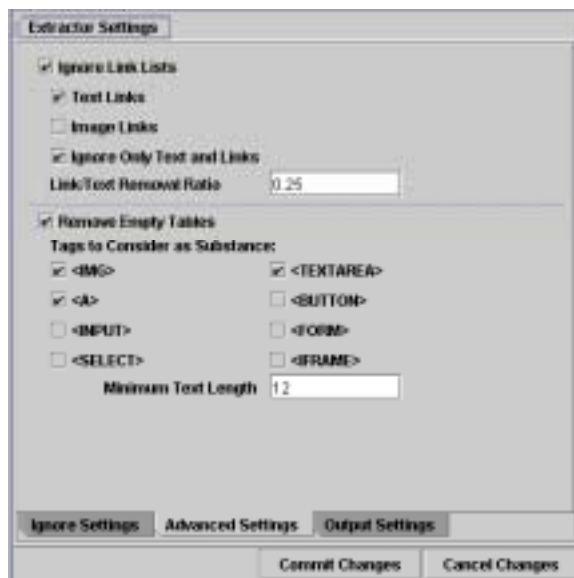 Extractor Settings
Ignore Link Lists
Text Links
Image Links
Ignore Only Text and Links
Link/Text Removal Ratio 0.25
Remove Empty Tables
Tags to Consider as Substance:
<IMG> <TEXTAREA>
<A> <BUTTON>
<INPUT> <FORM>
<SELECT> <IFRAME>
Minimum Text Length 12
Ignore Settings Advanced Settings Output Settings
Commit Changes Cancel Changes